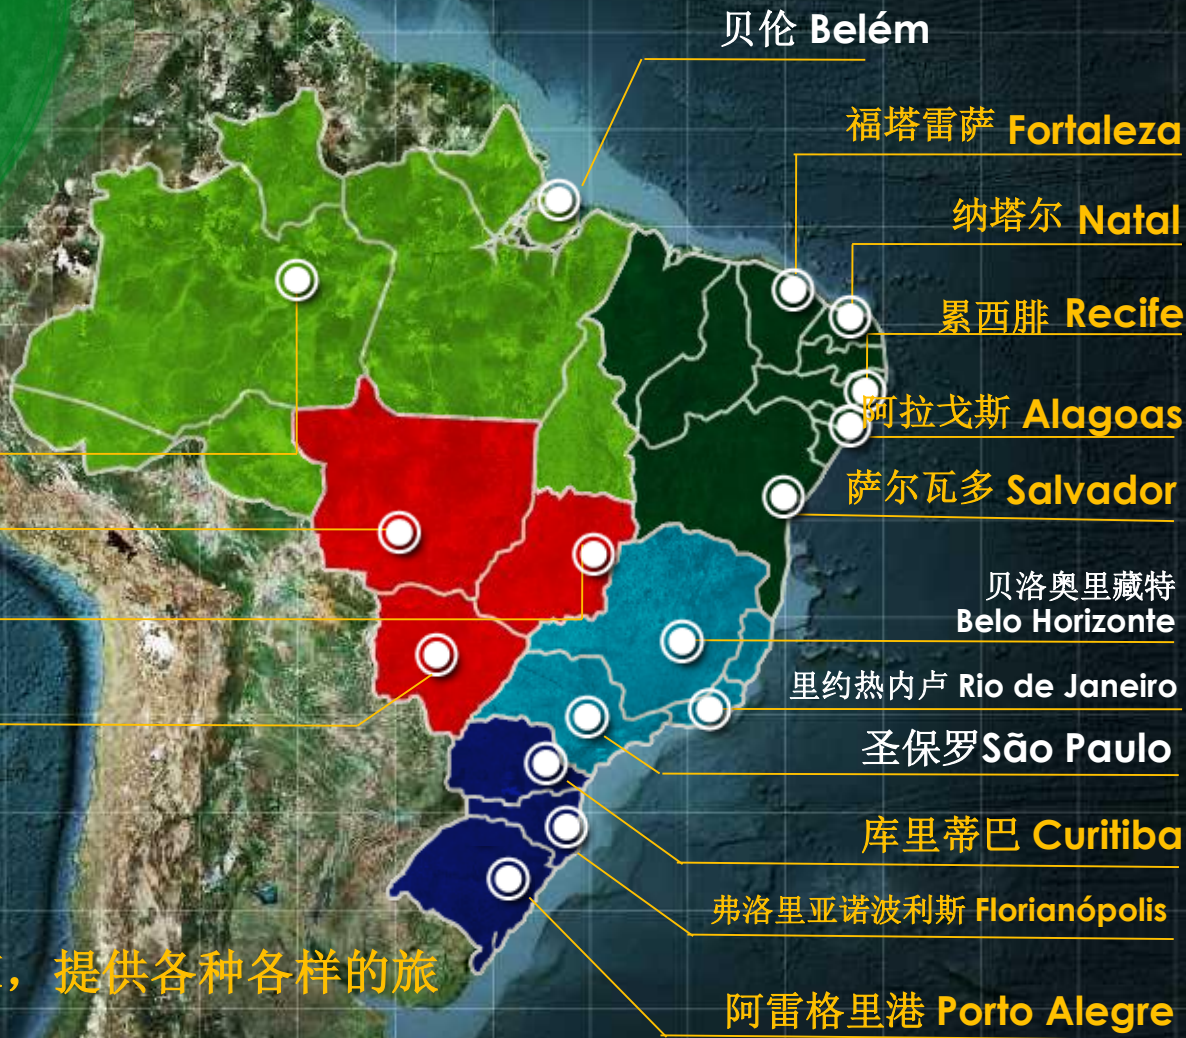 贝伦 Belém
福塔雷萨 Fortaleza
纳塔尔 Natal
累西腓 Recife
阿拉戈斯 Alagoas
萨尔瓦多 Salvador
贝洛奥里藏特
Belo Horizonte
里约热内卢 Rio de Janeiro
圣保罗São Paulo
库里蒂巴 Curitiba
弗洛里亚诺波利斯 Florianópolis
，提供各种各样的旅
阿雷格里港 Porto Alegre